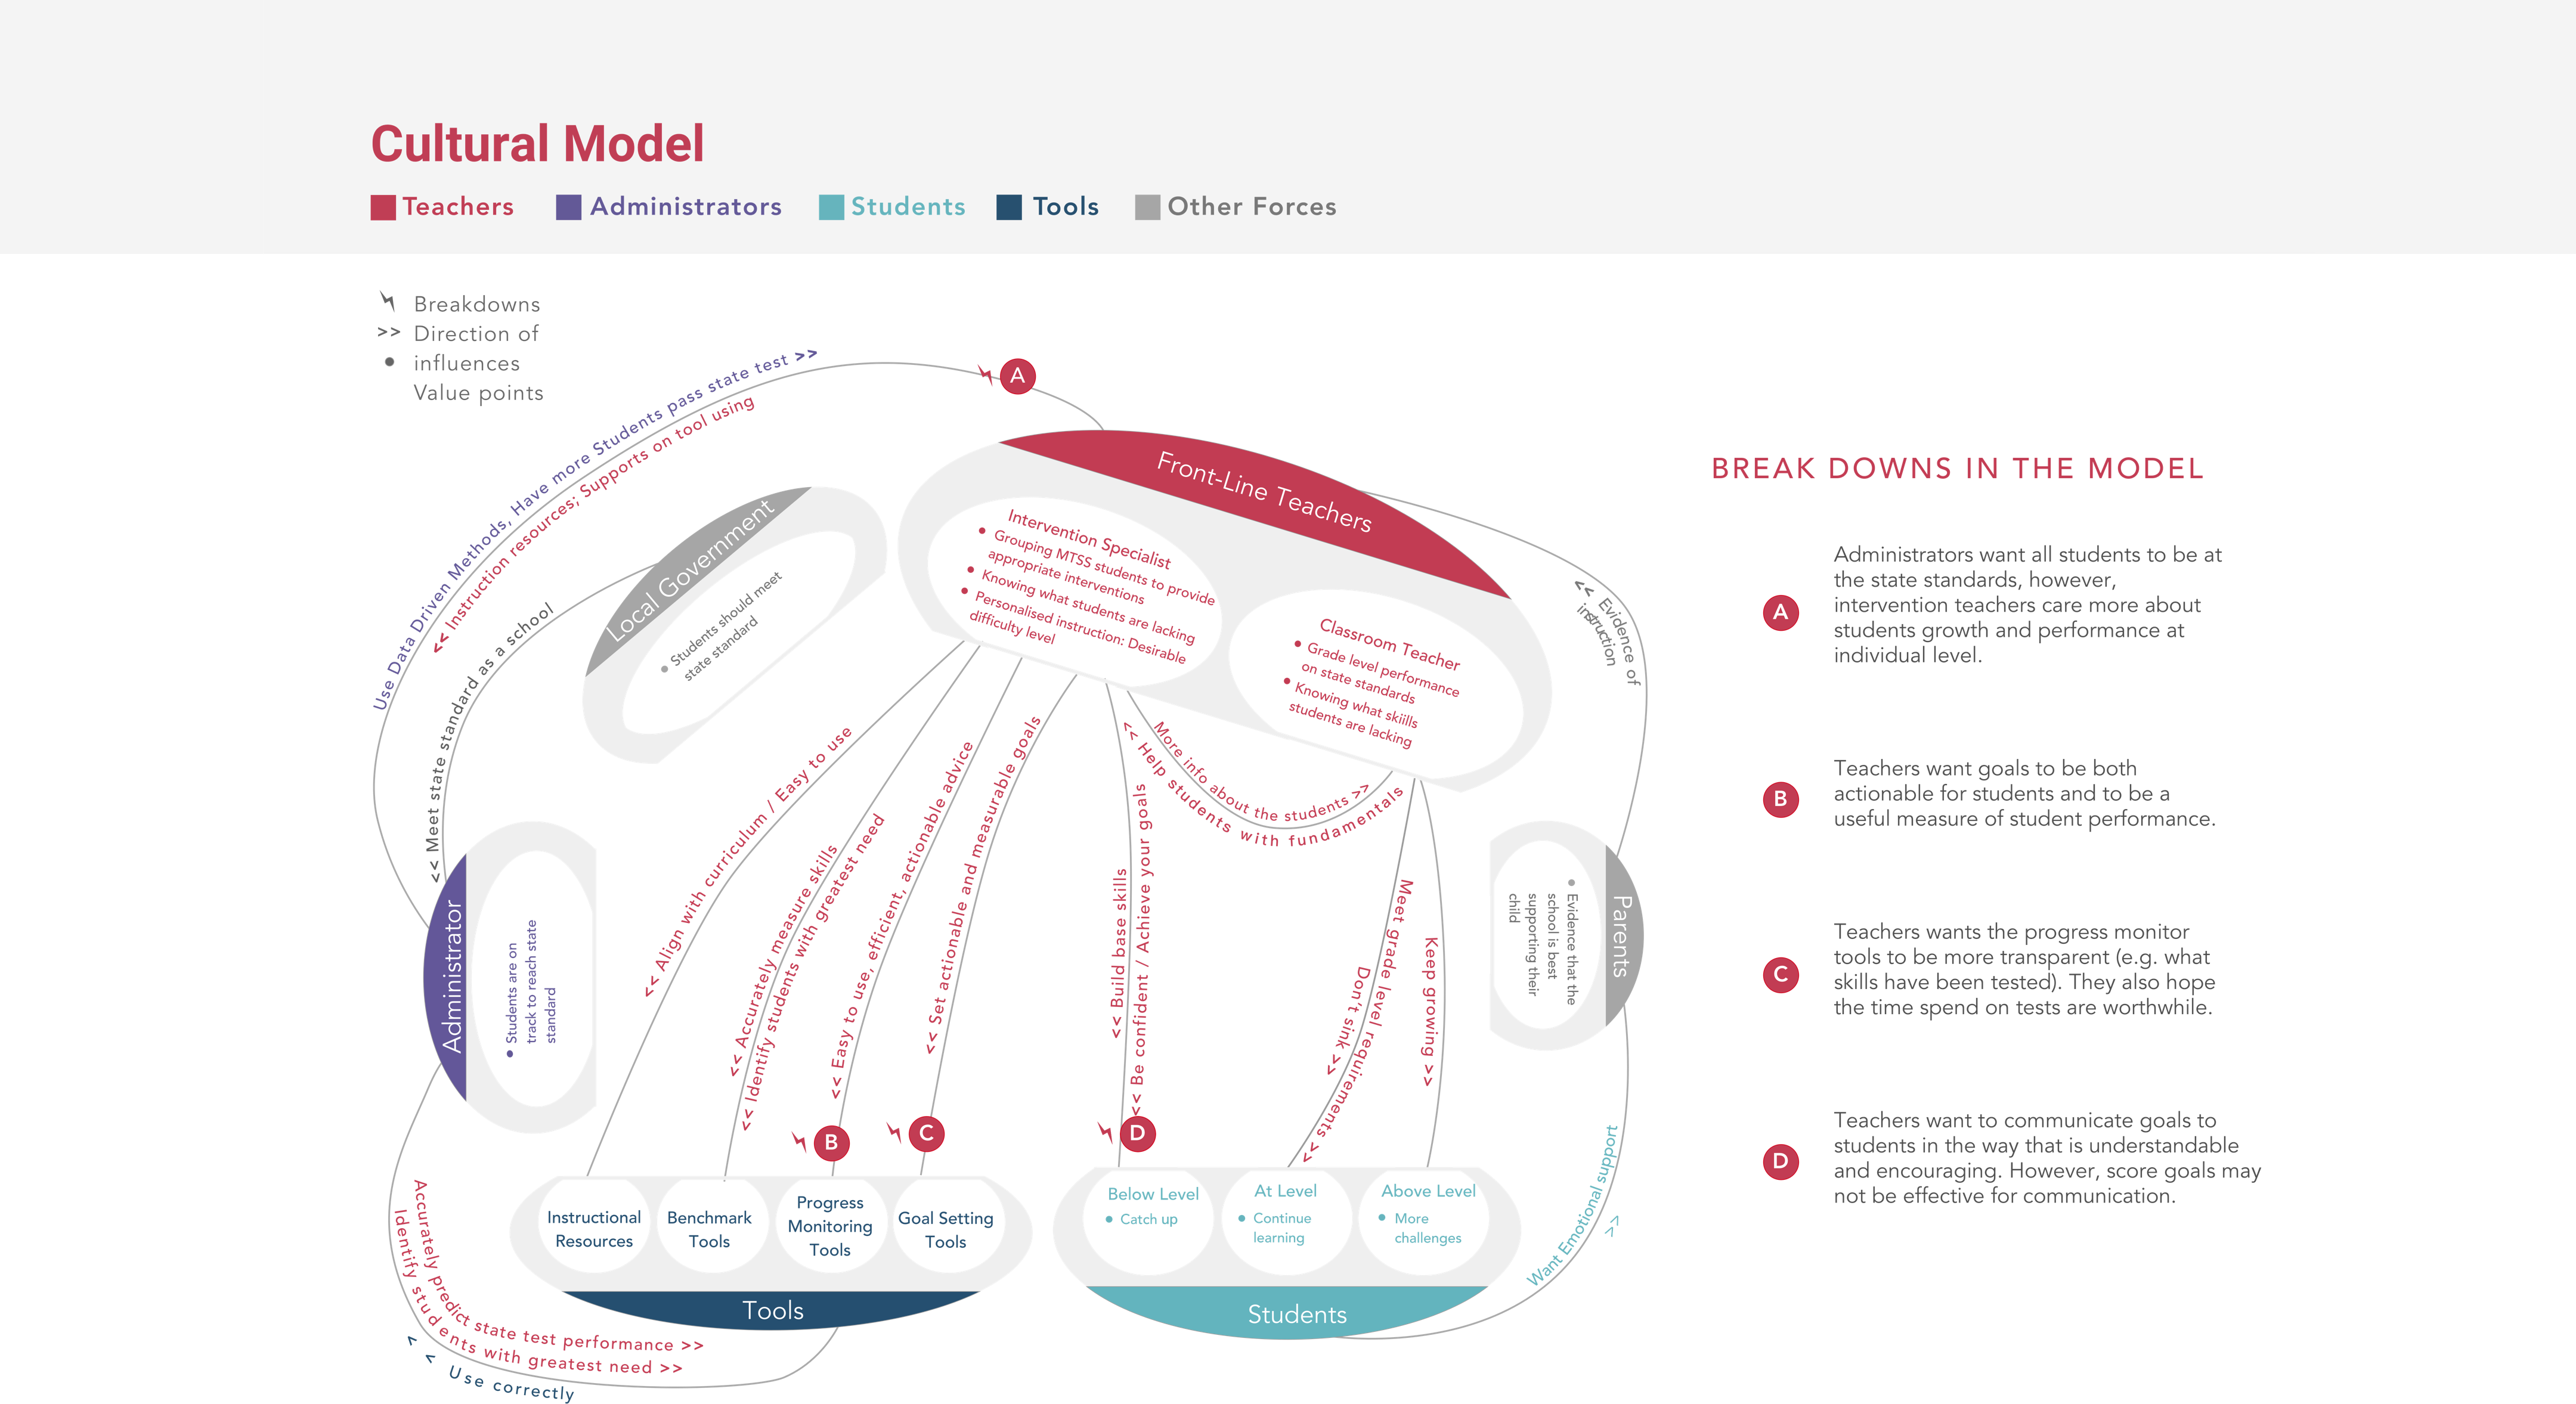 Cultural Model
Teachers
Administrators
Students
Tools
Other Forces
Breakdowns
>> Direction of
influences
Value points
Use Data Driven Methods, Have more Students pass state test >>
<< Instruction resources; Supports on tool using
<< Meet state standard as a school
A
Front-Line Teachers
Intervention Specialist
Grouping MTSS students to provide
appropriate interventions
Knowing what students are lacking
Personalised instruction: Desirable
difficulty level
Classroom Teacher
Grade level performance
on state standards
Knowing what skiills
students are lacking
Local Government
Students should meet
state standard
<< Evidence of
instruction
Administrator
Students are on
track to reach state
standard
Parents
Evidence that the
school is best
supporting their
child
<< Align with curriculum / Easy to use
<< Accurately measure skills
<< Identify students with greatest need
<< Easy to use, efficient, actionable advice
<< Set actionable and measurable goals
<< Build base skills
<< Be confident / Achieve your goals
More info about the students >>
<< Help students with fundamentals
Don't sink >>
Meet grade level requirements >>
Keep growing >>
B
C
D
Instructional
Resources
Benchmark
Tools
Progress
Monitoring
Tools
Goal Setting
Tools
Tools
Below Level
Catch up
At Level
Continue
learning
Above Level
More
challenges
Students
Want Emotional support >>
Accurately predict state test performance >>
Identify students with greatest need >>
<< Use correctly
BREAK DOWNS IN THE MODEL
A
Administrators want all students to be at
the state standards, however,
intervention teachers care more about
students growth and performance at
individual level.
B
Teachers want goals to be both
actionable for students and to be a
useful measure of student performance.
C
Teachers wants the progress monitor
tools to be more transparent (e.g. what
skills have been tested). They also hope
the time spend on tests are worthwhile.
D
Teachers want to communicate goals to
students in the way that is understandable
and encouraging. However, score goals may
not be effective for communication.